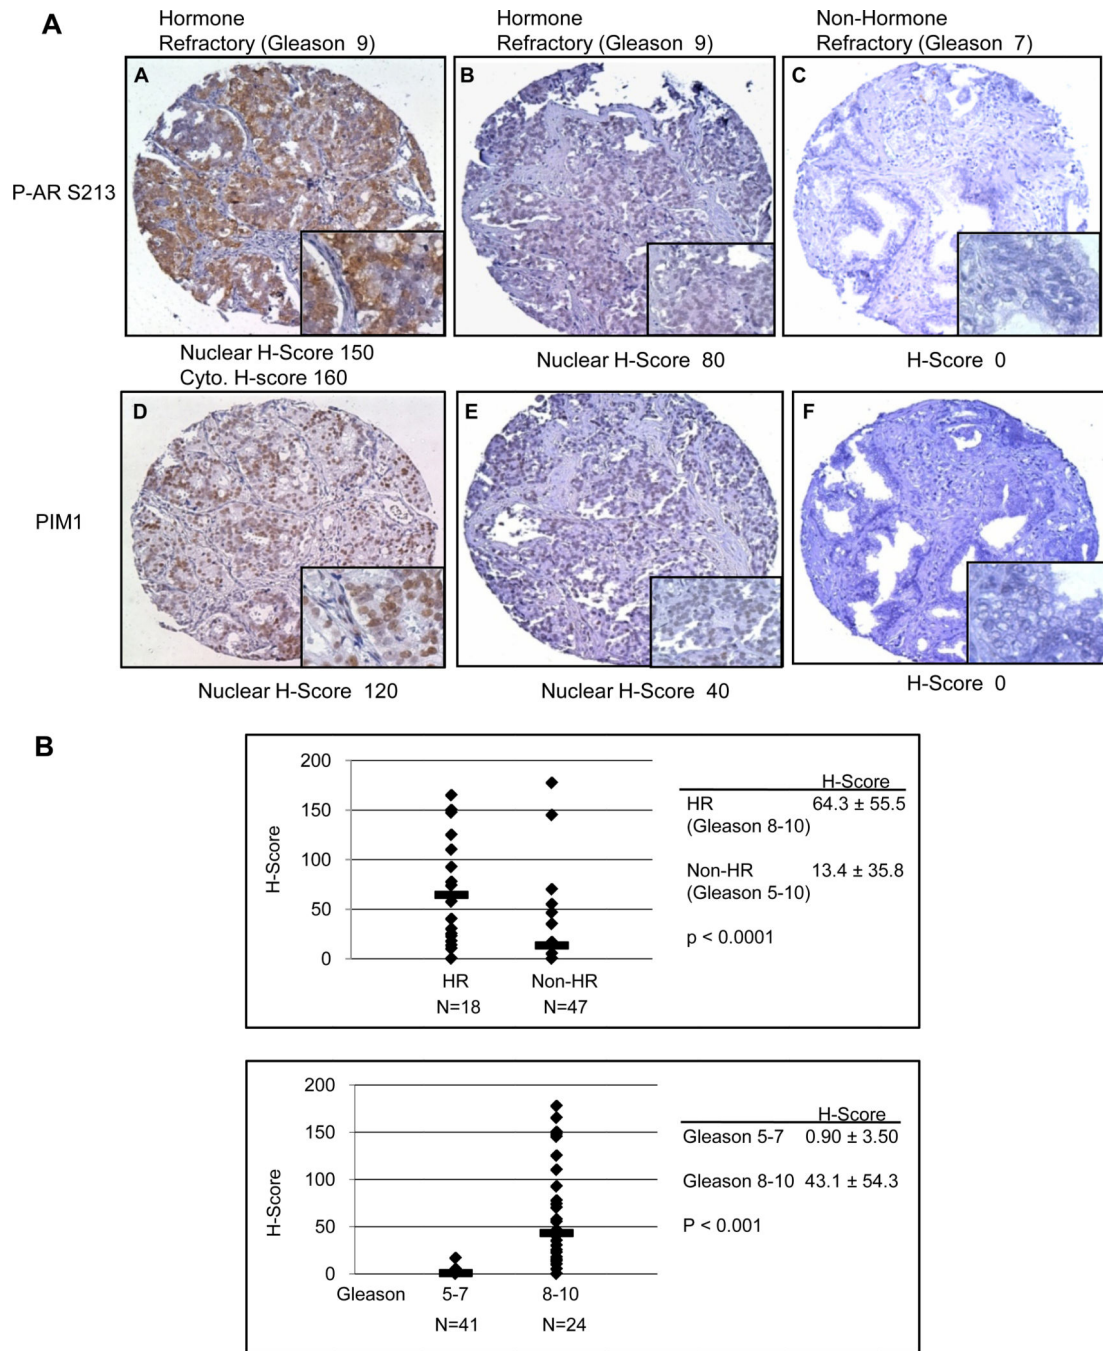 A
Hormone
Refractory (Gleason 9)
Hormone
Refractory (Gleason 9)
Non-Hormone
Refractory (Gleason 7)
P-AR S213
A
B
C
Nuclear H-Score 150
Cyto. H-score 160
Nuclear H-Score 80
H-Score 0
PIM1
D
E
F
Nuclear H-Score 120
Nuclear H-Score 40
H-Score 0
B
H-Score
200
150
100
50
0
HR
Non-HR
N=18
N=47
H-Score
HR 64.3 ± 55.5
(Gleason 8-10)
Non-HR 13.4 ± 35.8
(Gleason 5-10)
p < 0.0001
H-Score
200
150
100
50
0
Gleason 5-7 8-10
N=41 N=24
H-Score
Gleason 5-7 0.90 ± 3.50
Gleason 8-10 43.1 ± 54.3
P < 0.001